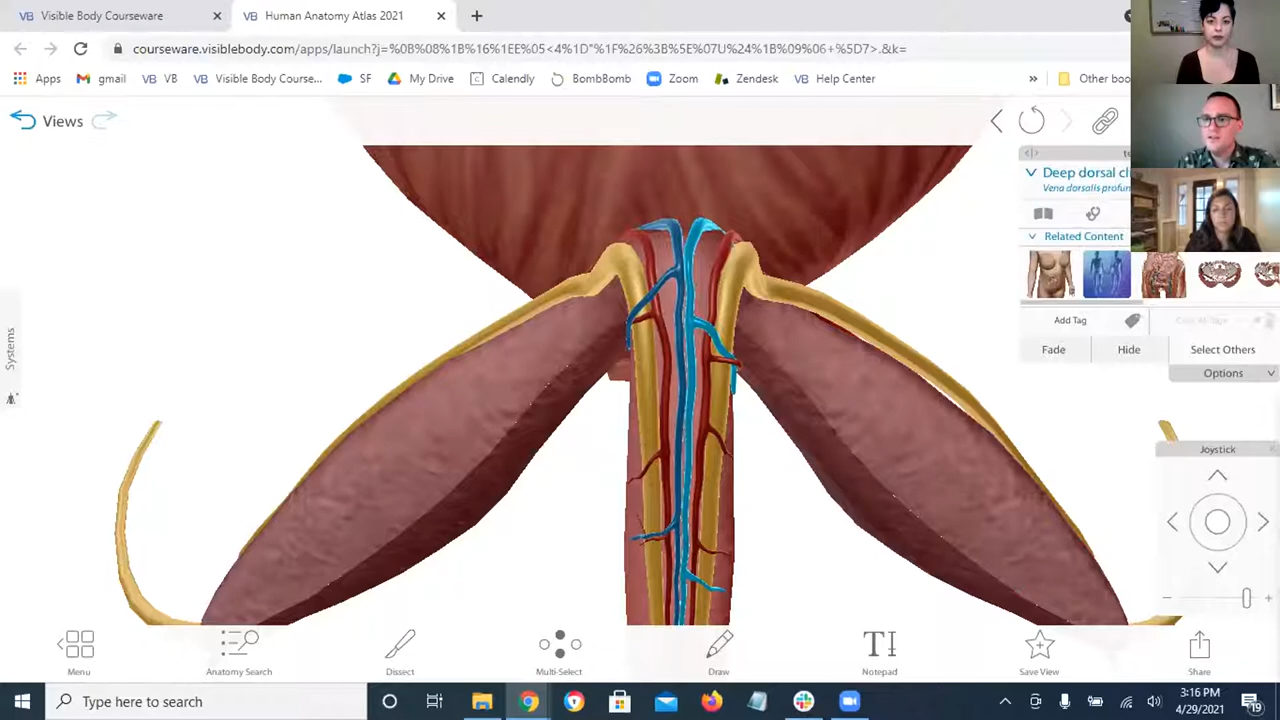 Visible Body Courseware
Human Anatomy Atlas 2021
courseware.visiblebody.com/apps/launch?j=%0B%08%1B%16%1EE%05<4%1D"%1F%26%3B%5E%07U%24%1B%09%06+%5D7>.&k=
Apps
gmail
VB
Visible Body Course...
SF
My Drive
Calendly
BombBomb
Zoom
Zendesk
Help Center
Other boo
Views
Deep dorsal cl
Vena dorsalis profun
Related Content
Add Tag
Fade
Hide
Select Others
Options
Systems
Joystick
Menu
Anatomy Search
Dissect
Multi-Select
Draw
Notepad
Save View
Share
Type here to search
3:16 PM
4/29/2021
19